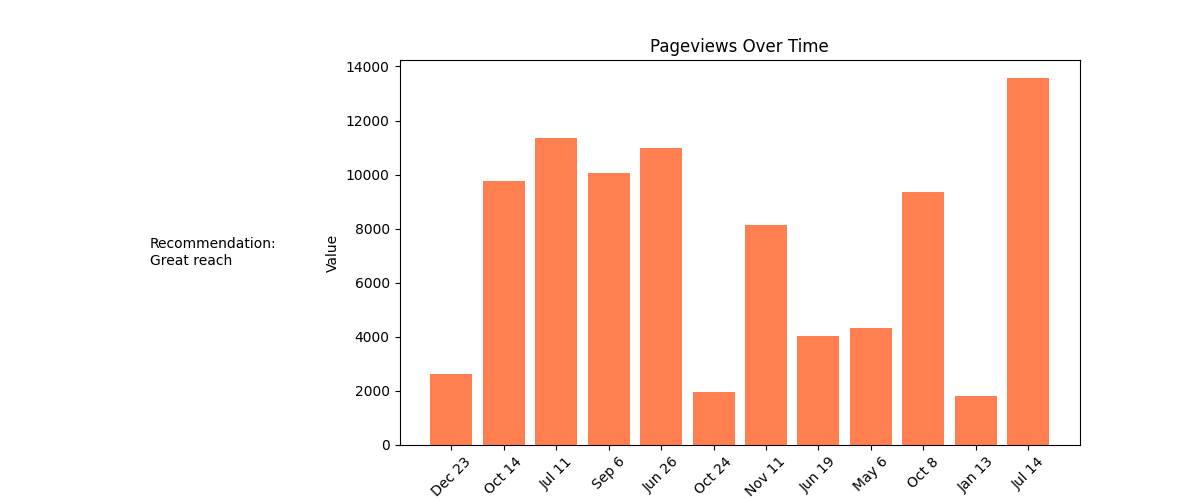 Pageviews Over Time
Recommendation:
Great reach
Value
14000
12000
10000
8000
6000
4000
2000
0
Dec 23
Oct 14
Jul 11
Sep 6
Jun 26
Oct 24
Nov 11
Jun 19
May 6
Oct 8
Jan 13
Jul 14